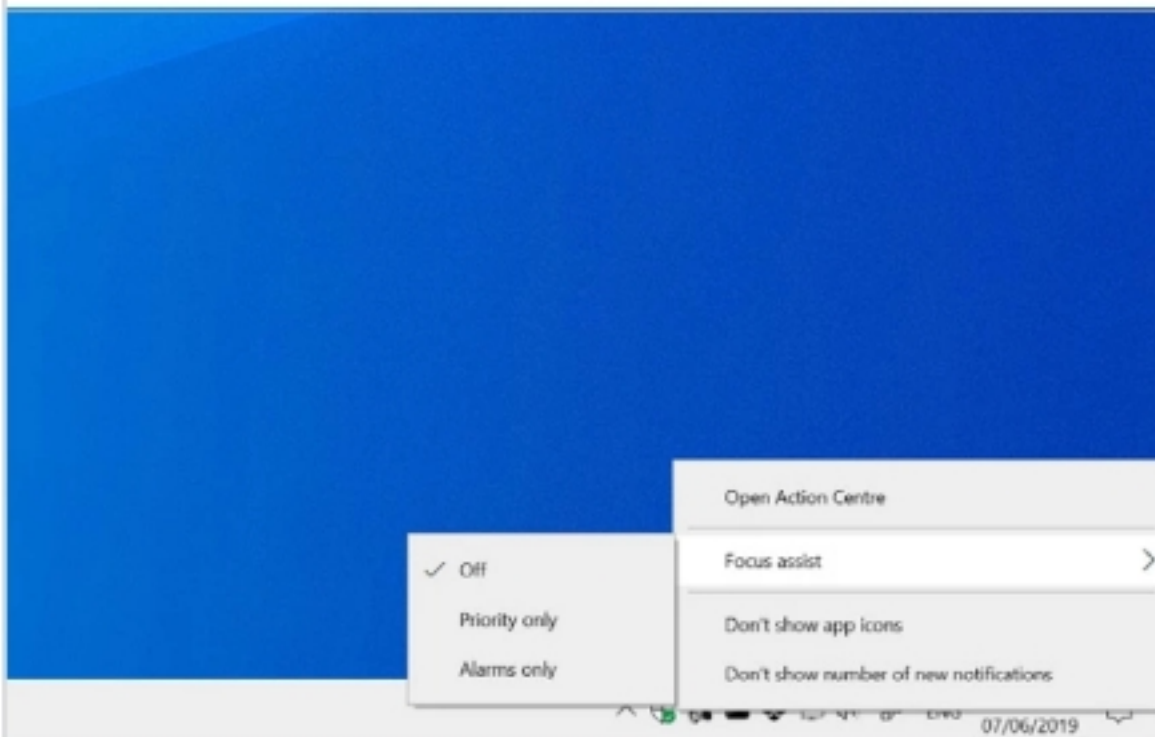 Open Action Centre
Focus assist
Don't show app icons
Don't show number of new notifications
Off
Priority only
Alarms only
07/06/2019